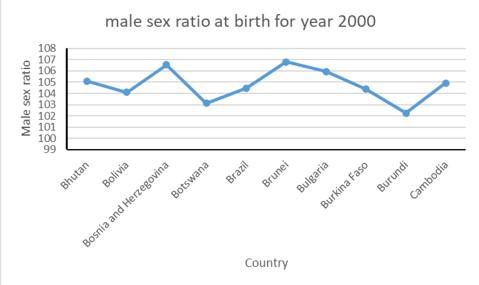 male sex ratio at birth for year 2000
Male sex ratio
108
107
106
105
104
103
102
101
100
99
Bhutan
Bolivia
Bosnia and Herzegovina
Botswana
Brazil
Brunei
Bulgaria
Burkina Faso
Burundi
Cambodia
Country